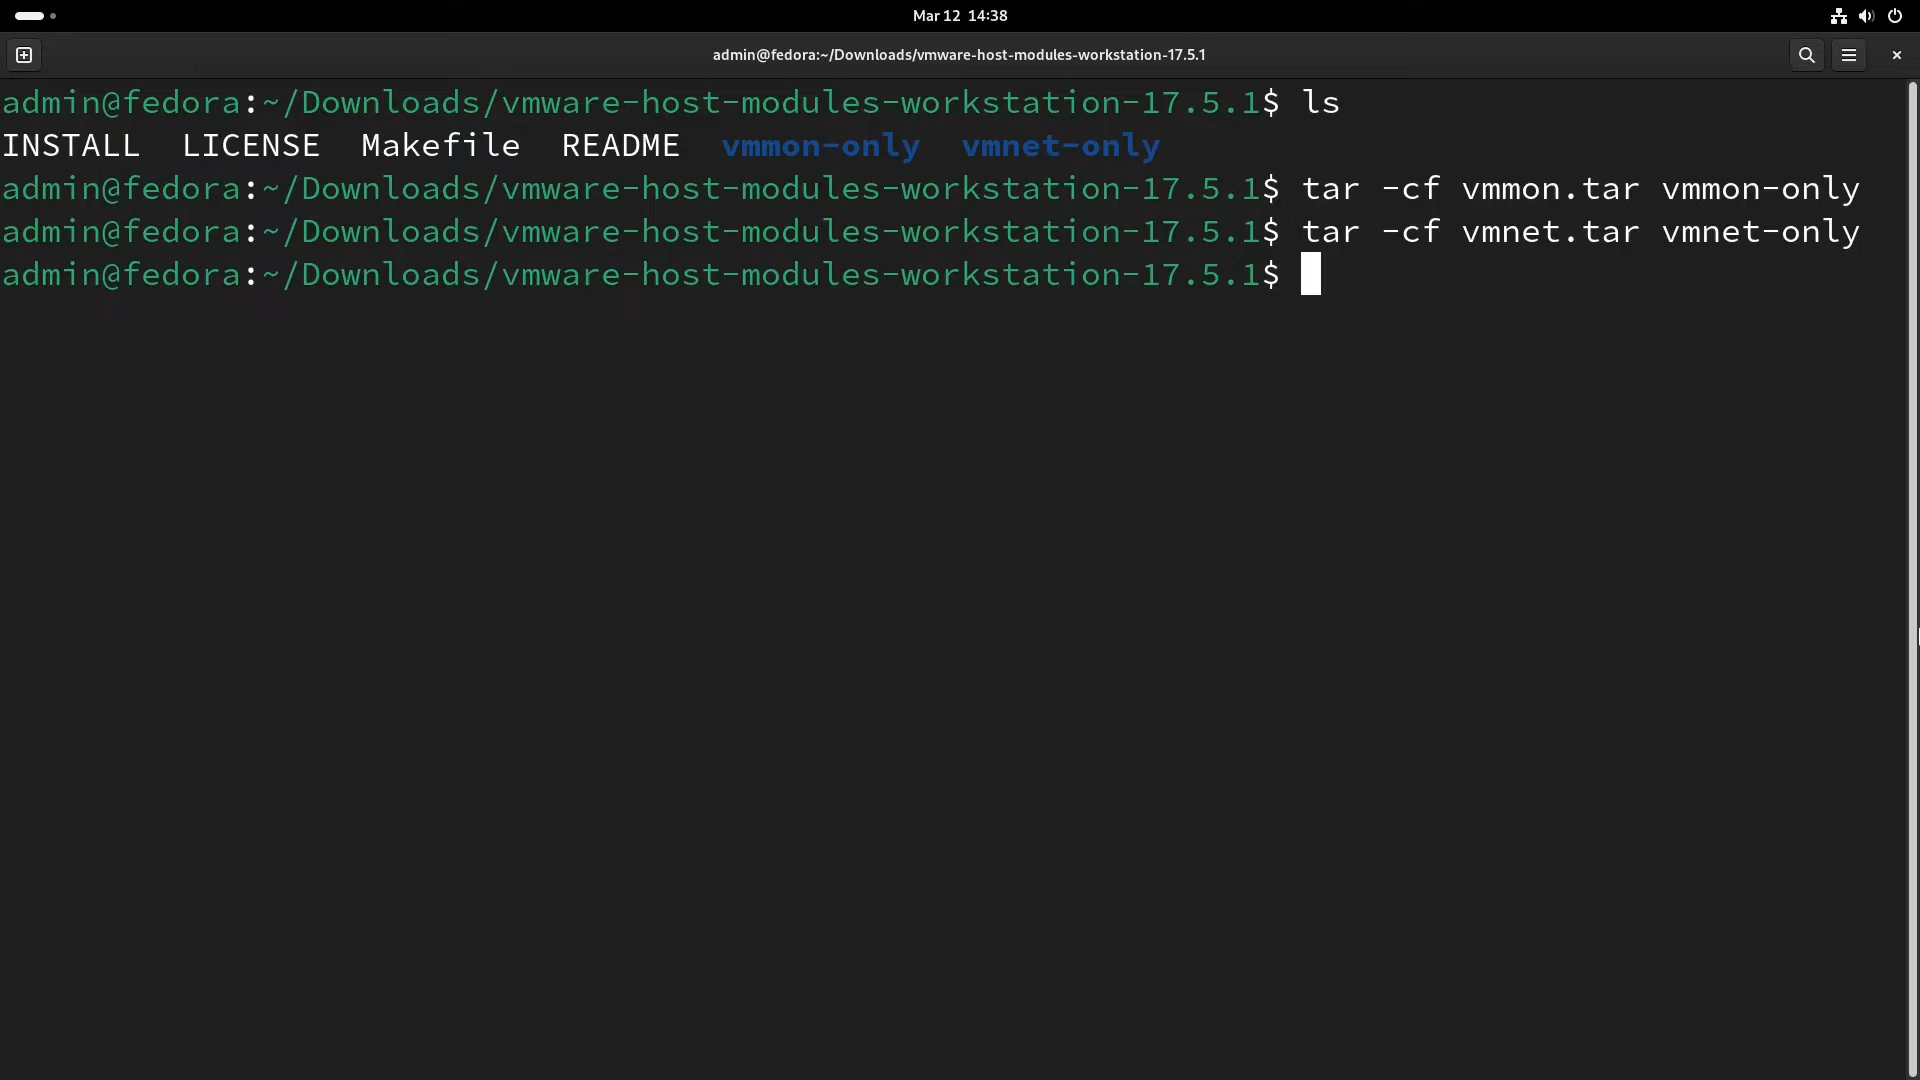 Mar 12 14:38
admin@fedora:~/Downloads/vmware-host-modules-workstation-17.5.1
admin@fedora:~/Downloads/vmware-host-modules-workstation-17.5.1$ ls
INSTALL LICENSE Makefile README vmmon-only vmnet-only
admin@fedora:~/Downloads/vmware-host-modules-workstation-17.5.1$ tar -cf vmmon.tar vmmon-only
admin@fedora:~/Downloads/vmware-host-modules-workstation-17.5.1$ tar -cf vmnet.tar vmnet-only
admin@fedora:~/Downloads/vmware-host-modules-workstation-17.5.1$